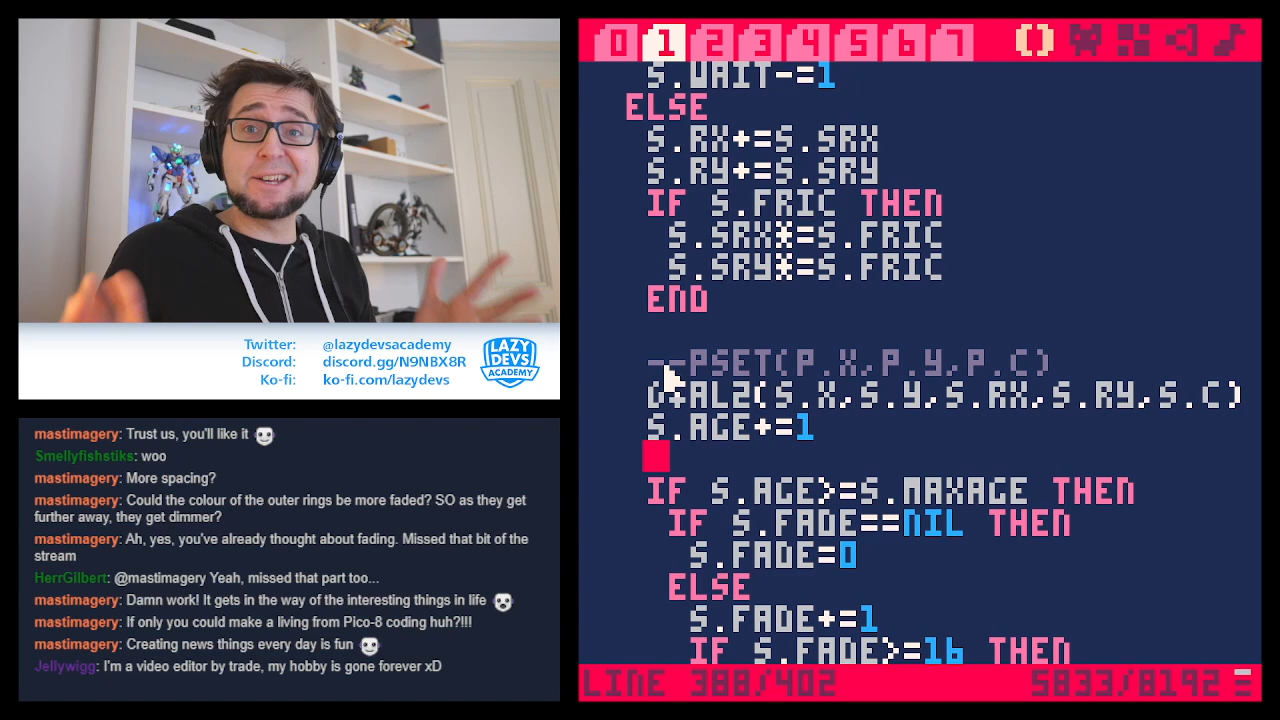 Twitter: @lazydevsacademy
Discord: discord.gg/N9NBX8R
Ko-fi: ko-fi.com/lazydevs
LAZY
DEVS
ACADEMY
mastimagery: Trust us, you'll like it
Smellyfishstiks: woo
mastimagery: More spacing?
mastimagery: Could the colour of the outer rings be more faded? SO as they get
further away, they get dimmer?
mastimagery: Ah, yes, you've already thought about fading. Missed that bit of the
stream
HerrGIlbert: @mastimagery Yeah, missed that part too...
mastimagery: Damn work! It gets in the way of the interesting things in life
mastimagery: If only you could make a living from Pico-8 coding huh?!!!
mastimagery: Creating news things every day is fun
Jellywigg: I'm a video editor by trade, my hobby is gone forever xD
0 1 2 3 4 5 6 7 ()
S.WAIT-=1
ELSE
S.RX+=S.SRX
S.RY+=S.SRY
IF S.FRIC THEN
S.SRX*=S.FRIC
S.SRY*=S.FRIC
END
--PSET(P.X,P.Y,P.C)
(S.X,S.Y,S.RX,S.RY,S.C)
S.AGE+=1
IF S.AGE>=S.MAXAGE THEN
IF S.FADE==NIL THEN
S.FADE=0
ELSE
S.FADE+=1
IF S.FADE>=16 THEN
LINE 388/402 5833/8192